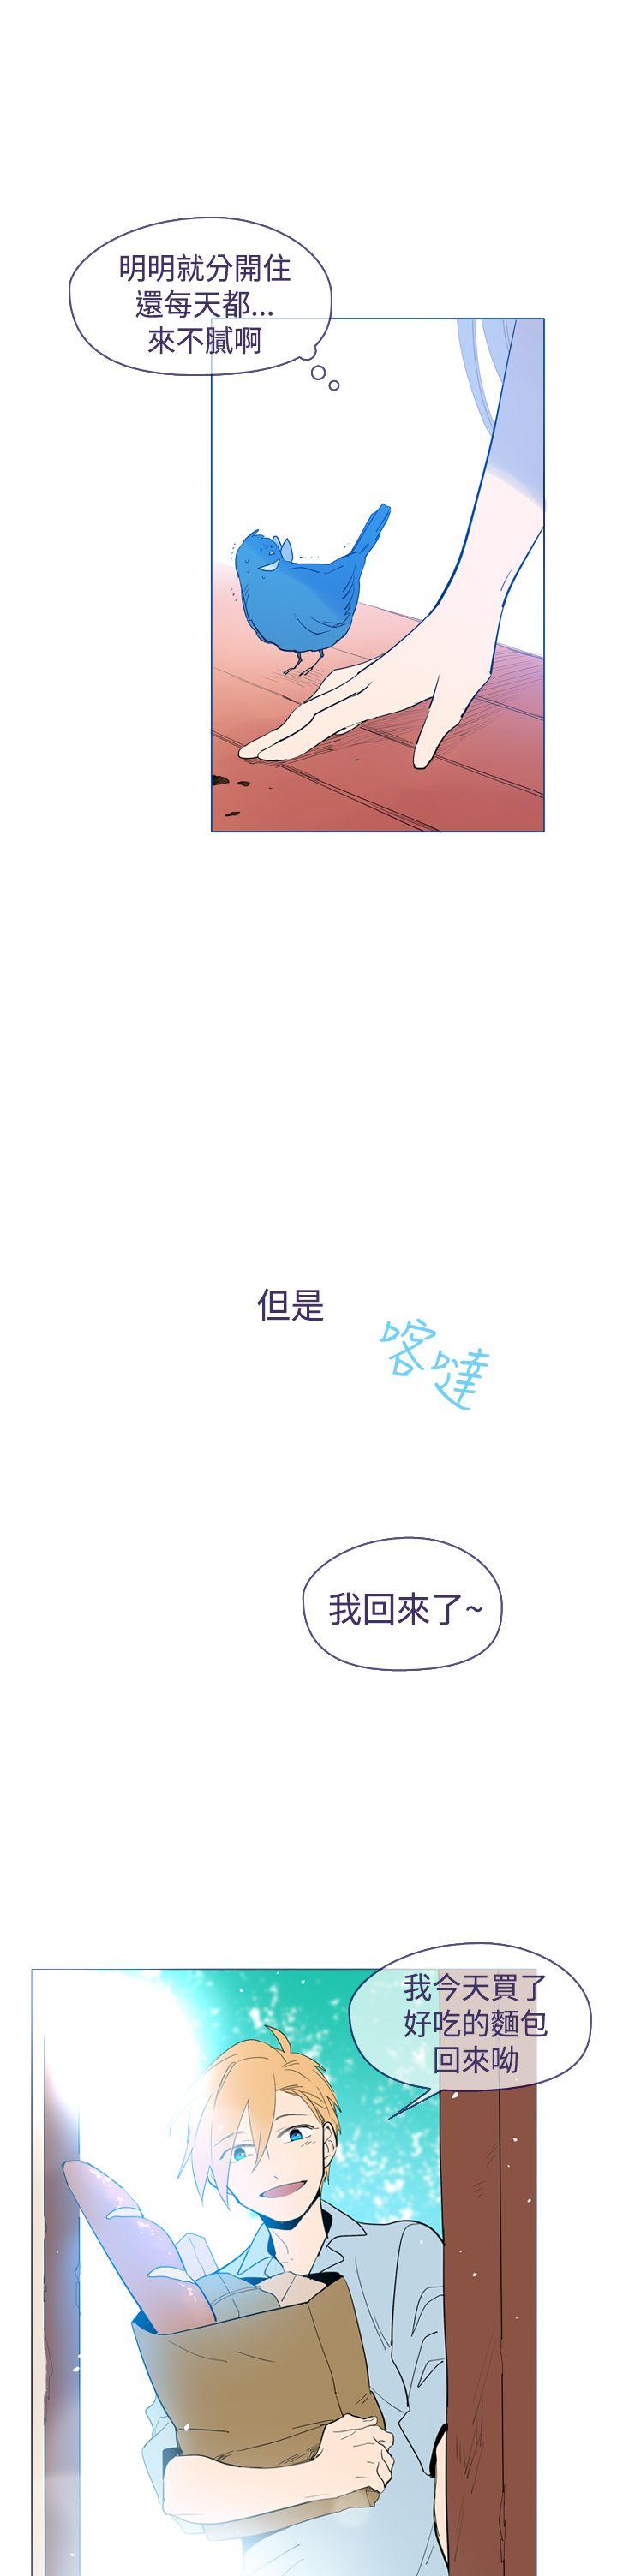 明明就分開住
還每天都…
來不膩啊
但是
喀噠
我回來了~
我今天買了
好吃的麵包
回來呦